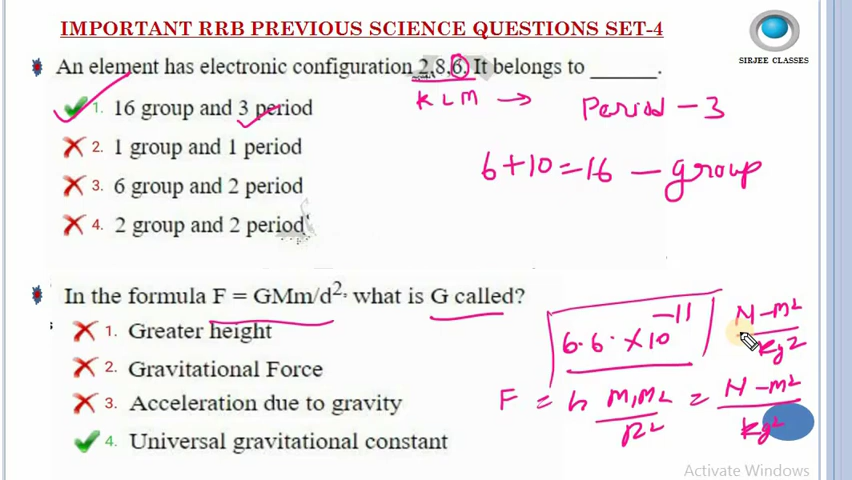 IMPORTANT RRB PREVIOUS SCIENCE QUESTIONS SET-4
SIRJEE CLASSES
An element has electronic configuration 2,8,6. It belongs to ______.
K L M → Period - 3
1. 16 group and 3 period
2. 1 group and 1 period
6+10=16 - group
3. 6 group and 2 period
4. 2 group and 2 period
In the formula F = GMm/d². what is G called?
1. Greater height
6.6 × 10⁻¹¹ N-m²/kg²
2. Gravitational Force
3. Acceleration due to gravity
F = G M₁M₂/R² = N-m²/kg²
4. Universal gravitational constant
Activate Windows